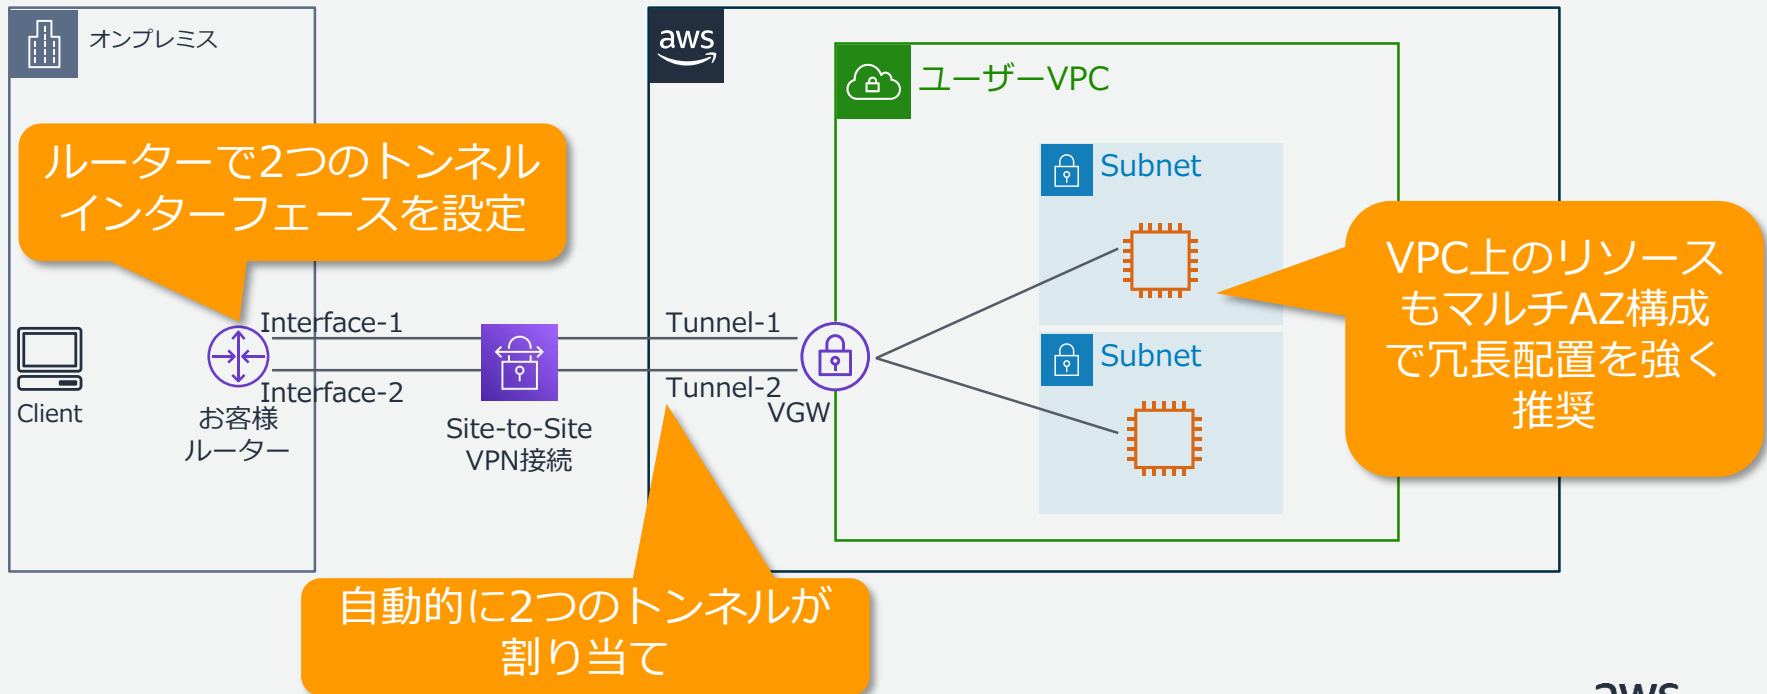 オンプレミス
aws
ユーザーVPC
ルーターで2つのトンネル
インターフェースを設定
Subnet
VPC上のリソース
もマルチAZ構成
で冗長配置を強く
推奨
Interface-1
Tunnel-1
Interface-2
Tunnel-2
Subnet
Client
お客様
ルーター
Site-to-Site
VPN接続
VGW
自動的に2つのトンネルが
割り当て
aws